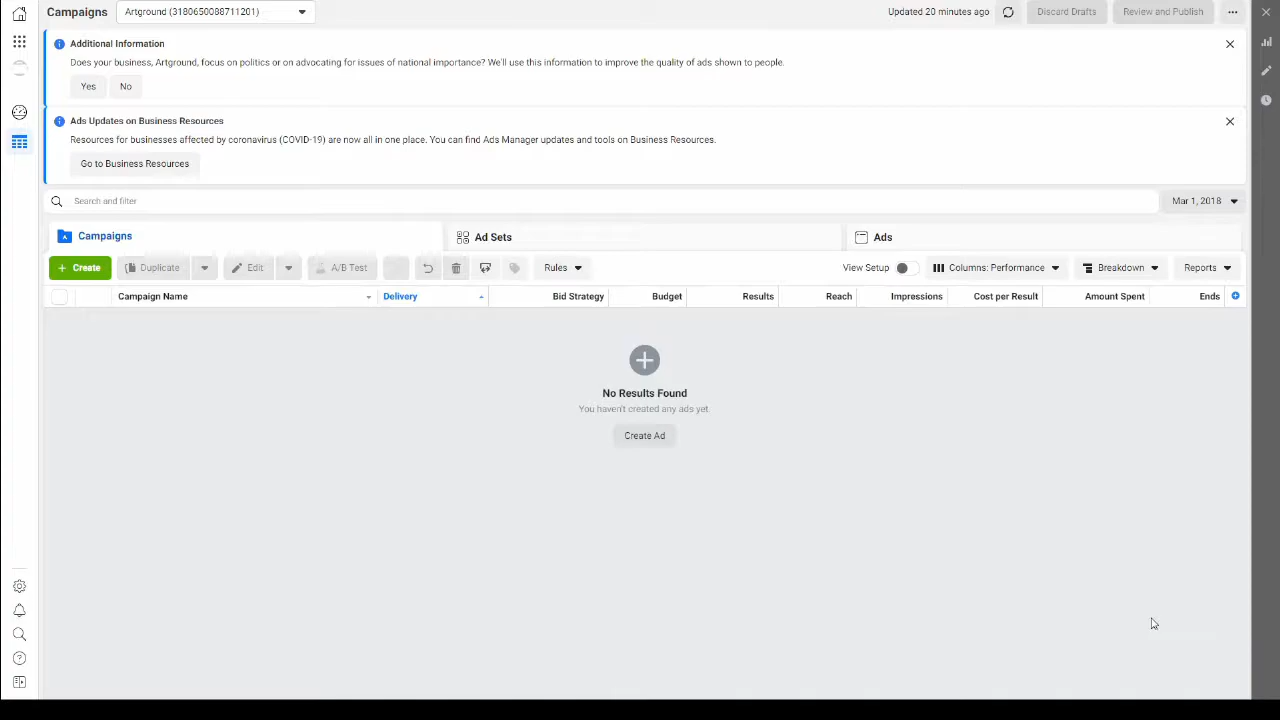 Campaigns Artground (3180650088711201) Updated 20 minutes ago Discard Drafts Review and Publish
Additional Information
Does your business, Artground, focus on politics or on advocating for issues of national importance? We'll use this information to improve the quality of ads shown to people.
Yes No
Ads Updates on Business Resources
Resources for businesses affected by coronavirus (COVID-19) are now all in one place. You can find Ads Manager updates and tools on Business Resources.
Go to Business Resources
Search and filter Mar 1, 2018
Campaigns Ad Sets Ads
+ Create Duplicate Edit A/B Test Rules View Setup Columns: Performance Breakdown Reports
Campaign Name Delivery Bid Strategy Budget Results Reach Impressions Cost per Result Amount Spent Ends
No Results Found
You haven't created any ads yet.
Create Ad